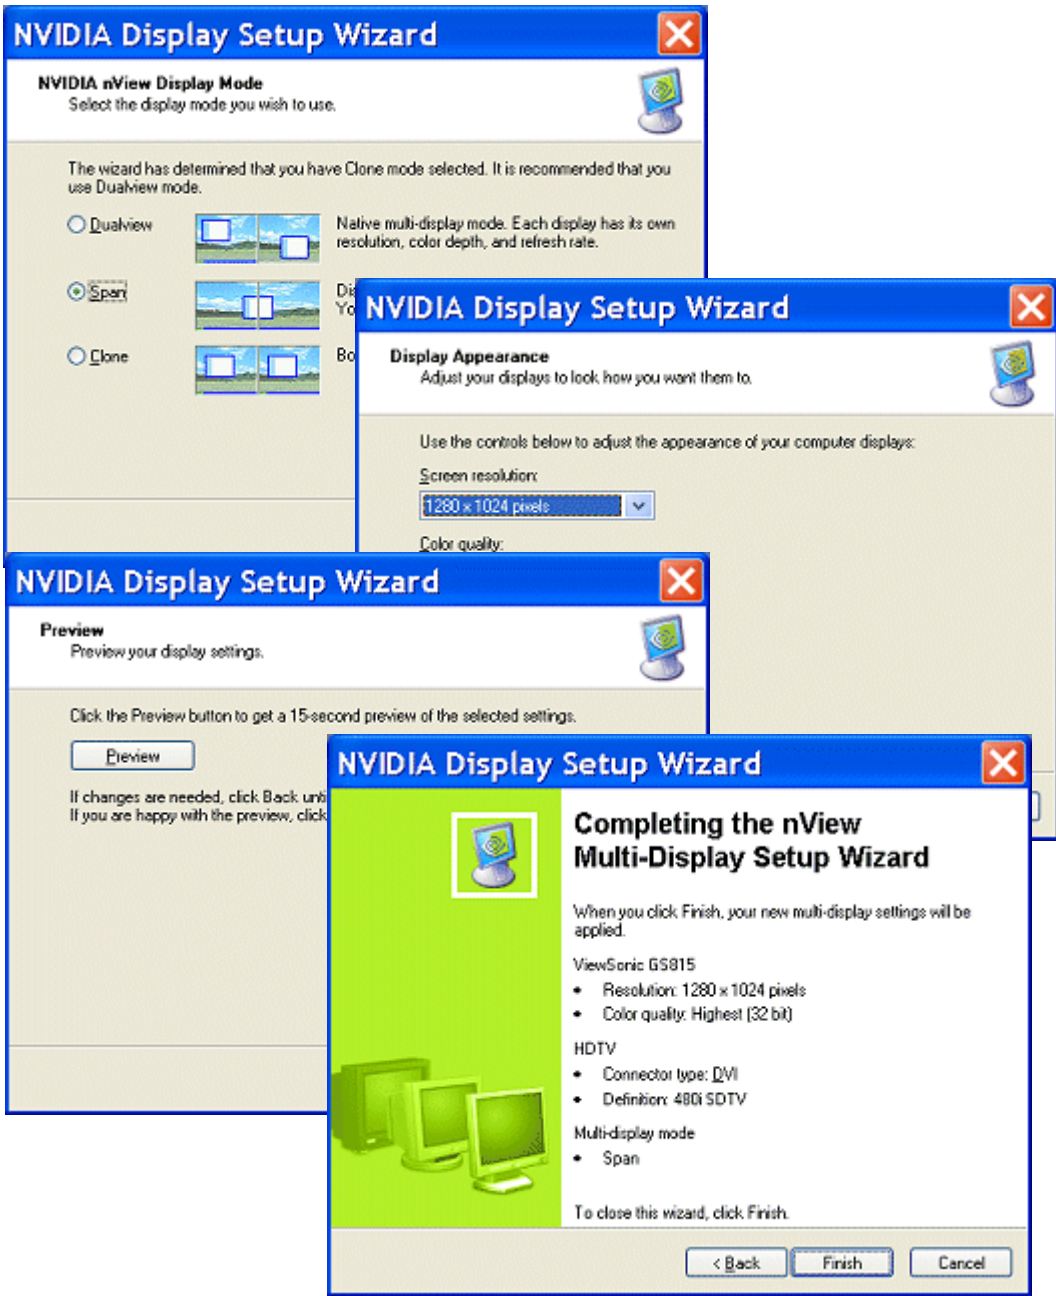 NVIDIA Display Setup Wizard
NVIDIA nView Display Mode
Select the display mode you wish to use.
The wizard has determined that you have Clone mode selected. It is recommended that you
use Dualview mode.
Dualview
Native multi-display mode. Each display has its own
resolution, color depth, and refresh rate.
Span
Clone
NVIDIA Display Setup Wizard
Display Appearance
Adjust your displays to look how you want them to.
Use the controls below to adjust the appearance of your computer displays:
Screen resolution:
1280 x 1024 pixels
Color quality:
NVIDIA Display Setup Wizard
Preview
Preview your display settings.
Click the Preview button to get a 15-second preview of the selected settings.
Preview
If changes are needed, click Back
If you are happy with the preview, click
NVIDIA Display Setup Wizard
Completing the nView
Multi-Display Setup Wizard
When you click Finish, your new multi-display settings will be
applied.
ViewSonic GS815
• Resolution: 1280 x 1024 pixels
• Color quality: Highest (32 bit)
HDTV
• Connector type: DVI
• Definition: 480i SDTV
Multi-display mode
• Span
To close this wizard, click Finish.
< Back
Finish
Cancel